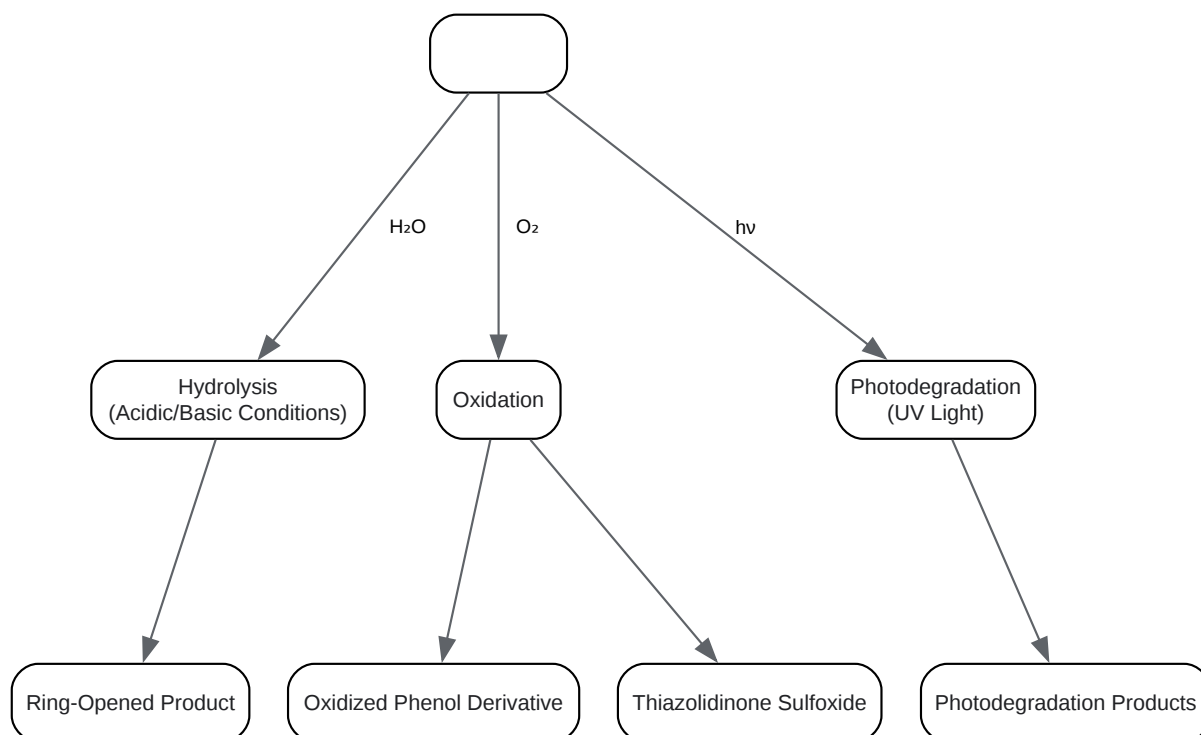 H₂O
O₂
hν
Hydrolysis
(Acidic/Basic Conditions)
Oxidation
Photodegradation
(UV Light)
Ring-Opened Product
Oxidized Phenol Derivative
Thiazolidinone Sulfoxide
Photodegradation Products